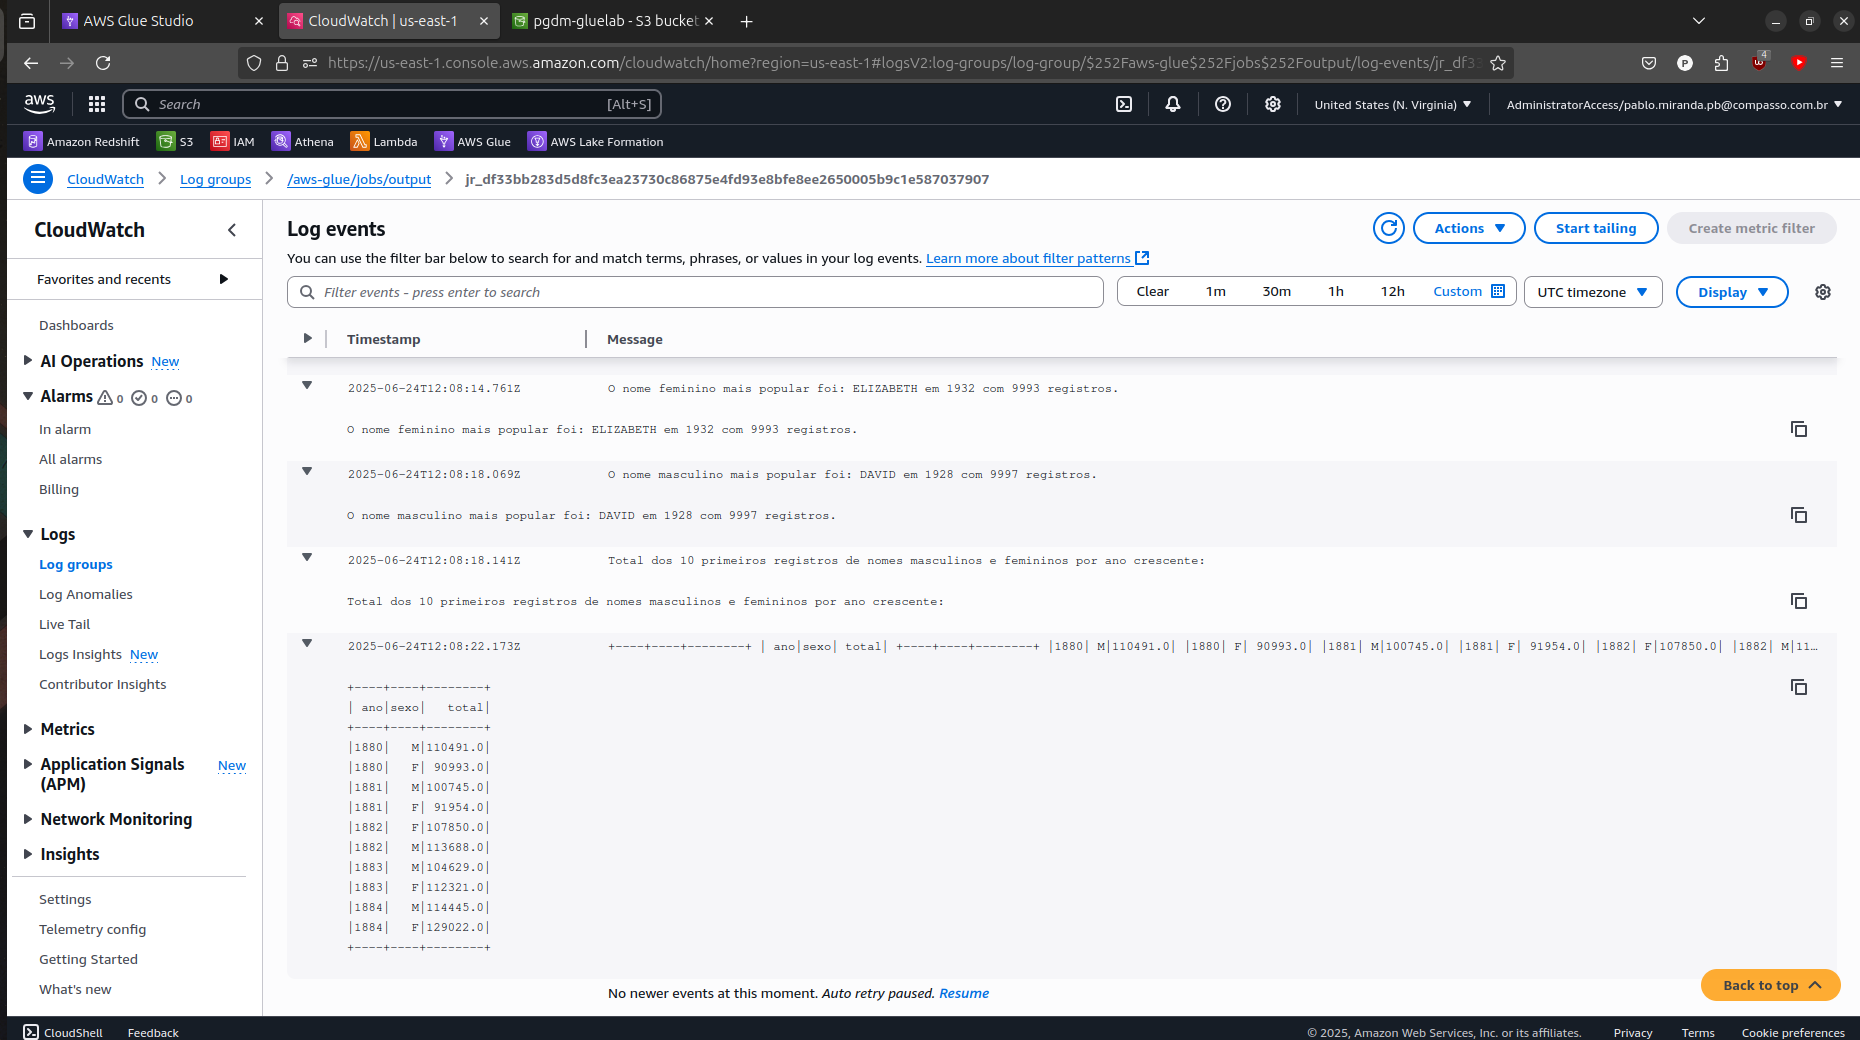 AWS Glue Studio
CloudWatch | us-east-1
pgdm-gluelab - S3 bucket
https://us-east-1.console.aws.amazon.com/cloudwatch/home?region=us-east-1#logsV2:log-groups/log-group/$252Faws-glue$252Fjobs$252Foutput/log-events/jr_df33
4
P
aws
Search
[Alt+S]
United States (N. Virginia)
AdministratorAccess/pablo.miranda.pb@compasso.com.br
Amazon Redshift
S3
IAM
Athena
Lambda
AWS Glue
AWS Lake Formation
CloudWatch
Log groups
/aws-glue/jobs/output
jr_df33bb283d5d8fc3ea23730c86875e4fd93e8bfe8ee2650005b9c1e587037907
CloudWatch
Favorites and recents
Dashboards
AI Operations New
Alarms 0 0 0
In alarm
All alarms
Billing
Logs
Log groups
Log Anomalies
Live Tail
Logs Insights New
Contributor Insights
Metrics
Application Signals (APM) New
Network Monitoring
Insights
Settings
Telemetry config
Getting Started
What's new
Log events
Actions
Start tailing
Create metric filter
You can use the filter bar below to search for and match terms, phrases, or values in your log events. Learn more about filter patterns
Filter events - press enter to search
Clear
1m
30m
1h
12h
Custom
UTC timezone
Display
Timestamp
Message
2025-06-24T12:08:14.761Z O nome feminino mais popular foi: ELIZABETH em 1932 com 9993 registros.
O nome feminino mais popular foi: ELIZABETH em 1932 com 9993 registros.
2025-06-24T12:08:18.069Z O nome masculino mais popular foi: DAVID em 1928 com 9997 registros.
O nome masculino mais popular foi: DAVID em 1928 com 9997 registros.
2025-06-24T12:08:18.141Z Total dos 10 primeiros registros de nomes masculinos e femininos por ano crescente:
Total dos 10 primeiros registros de nomes masculinos e femininos por ano crescente:
2025-06-24T12:08:22.173Z +----+----+--------+ | ano|sexo| total| +----+----+--------+ |1880| M|110491.0| |1880| F| 90993.0| |1881| M|100745.0| |1881| F| 91954.0| |1882| F|107850.0| |1882| M|11…
+----+----+--------+
| ano|sexo|   total|
+----+----+--------+
|1880|   M|110491.0|
|1880|   F| 90993.0|
|1881|   M|100745.0|
|1881|   F| 91954.0|
|1882|   F|107850.0|
|1882|   M|113688.0|
|1883|   M|104629.0|
|1883|   F|112321.0|
|1884|   M|114445.0|
|1884|   F|129022.0|
+----+----+--------+
No newer events at this moment. Auto retry paused. Resume
Back to top
CloudShell
Feedback
© 2025, Amazon Web Services, Inc. or its affiliates.
Privacy
Terms
Cookie preferences